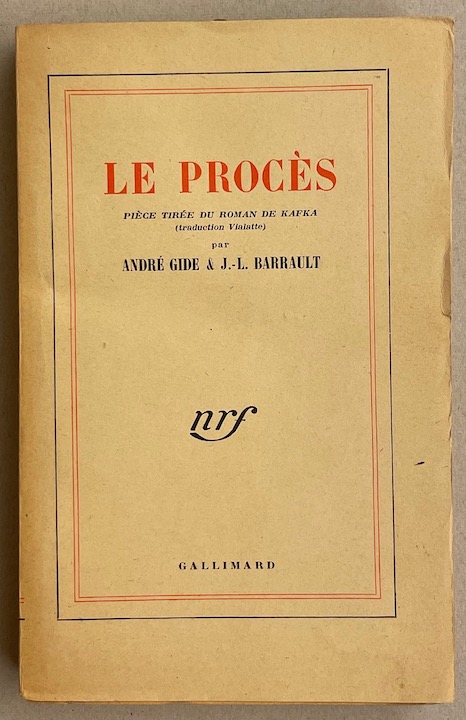 LE PROCÈS
PIÈCE TIRÉE DU ROMAN DE KAFKA
(traduction Vialatte)
par
ANDRÉ GIDE & J.-L. BARRAULT
nrf
GALLIMARD